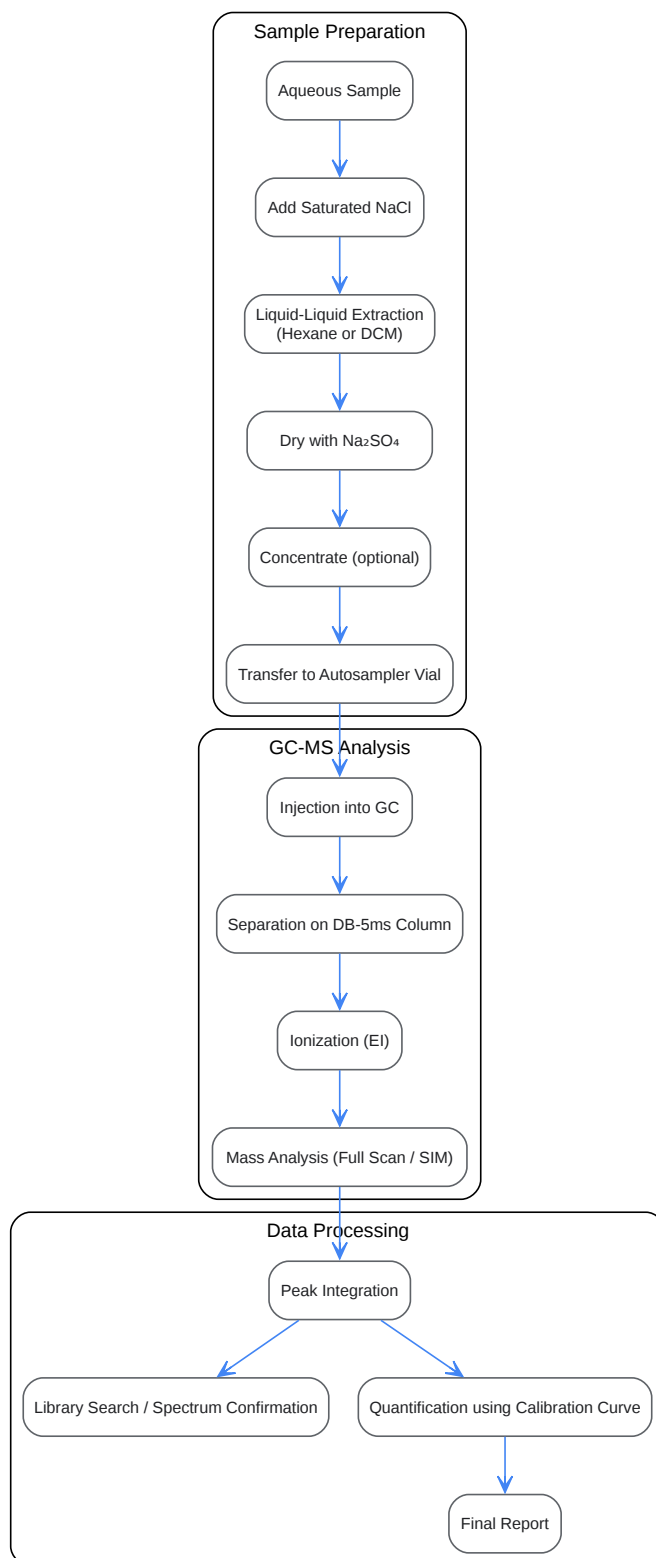 Sample Preparation
Aqueous Sample
Add Saturated NaCl
Liquid-Liquid Extraction
(Hexane or DCM)
Dry with Na₂SO₄
Concentrate (optional)
Transfer to Autosampler Vial
GC-MS Analysis
Injection into GC
Separation on DB-5ms Column
Ionization (EI)
Mass Analysis (Full Scan / SIM)
Data Processing
Peak Integration
Library Search / Spectrum Confirmation
Quantification using Calibration Curve
Final Report